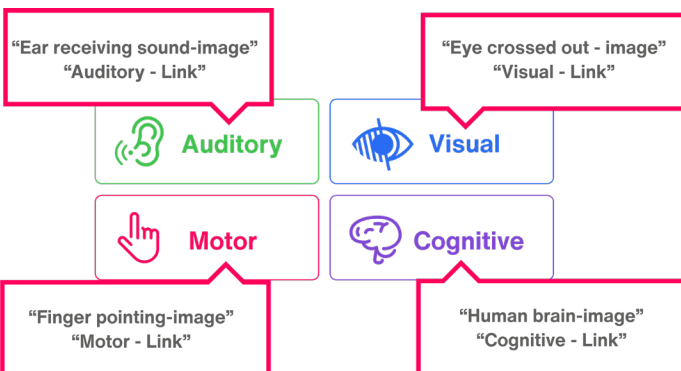 “Ear receiving sound-image”
“Auditory - Link”
“Eye crossed out - image”
“Visual - Link”
Auditory
Visual
Motor
Cognitive
“Finger pointing-image”
“Motor - Link”
“Human brain-image”
“Cognitive - Link”